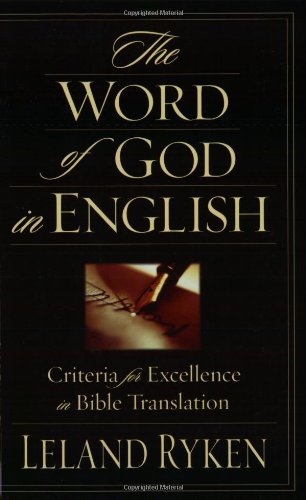 The
WORD
of GOD
in ENGLISH
Criteria for Excellence
in Bible Translation
LELAND RYKEN